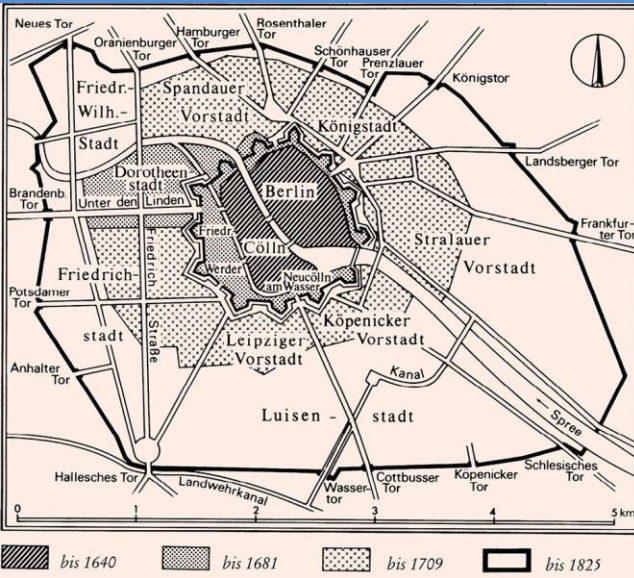 Neues Tor
Oranienburger
Tor
Hamburger
Tor
Rosenthaler
Tor
Schönhauser
Tor
Prenzlauer
Tor
Königstor
Friedr.-
Wilh.-
Stadt
Spandauer
Vorstadt
Königstadt
Landsberger Tor
Dorotheen-
stadt
Brandenb.
Tor
Unter den Linden
Berlin
Frankfur-
ter Tor
Friedr.-
Werder
Cölln
Stralauer
Vorstadt
Neucölln
am Wasser
Friedrich-
stadt
Friedrich
Straße
Potsdamer
Tor
Leipziger
Vorstadt
Köpenicker
Vorstadt
Anhalter
Tor
Kanal
Luisen-
stadt
← Spree
Hallesches Tor
Landwehrkanal
Wasser-
tor
Cottbusser
Tor
Köpenicker
Tor
Schlesisches
Tor
0 1 2 3 4 5 km
bis 1640 bis 1681 bis 1709 bis 1825